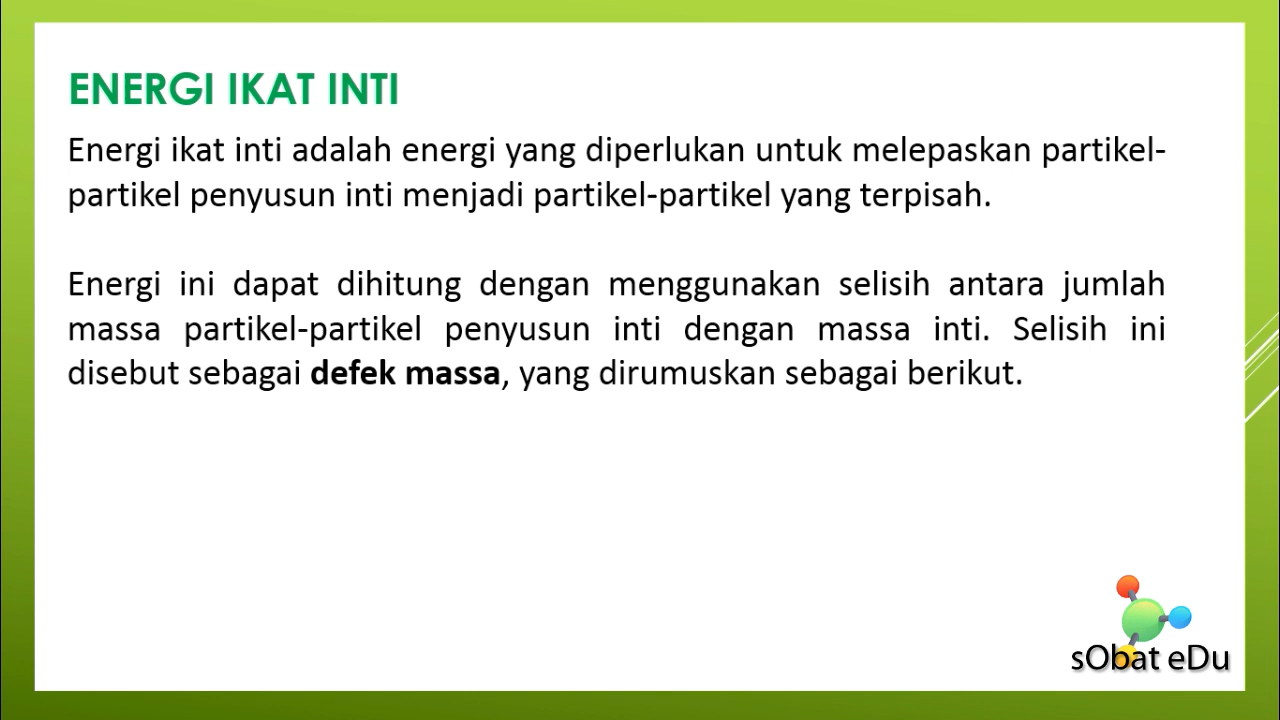 ENERGI IKAT INTI
Energi ikat inti adalah energi yang diperlukan untuk melepaskan partikel-
partikel penyusun inti menjadi partikel-partikel yang terpisah.
Energi ini dapat dihitung dengan menggunakan selisih antara jumlah
massa partikel-partikel penyusun inti dengan massa inti. Selisih ini
disebut sebagai defek massa, yang dirumuskan sebagai berikut.
sObat eDu